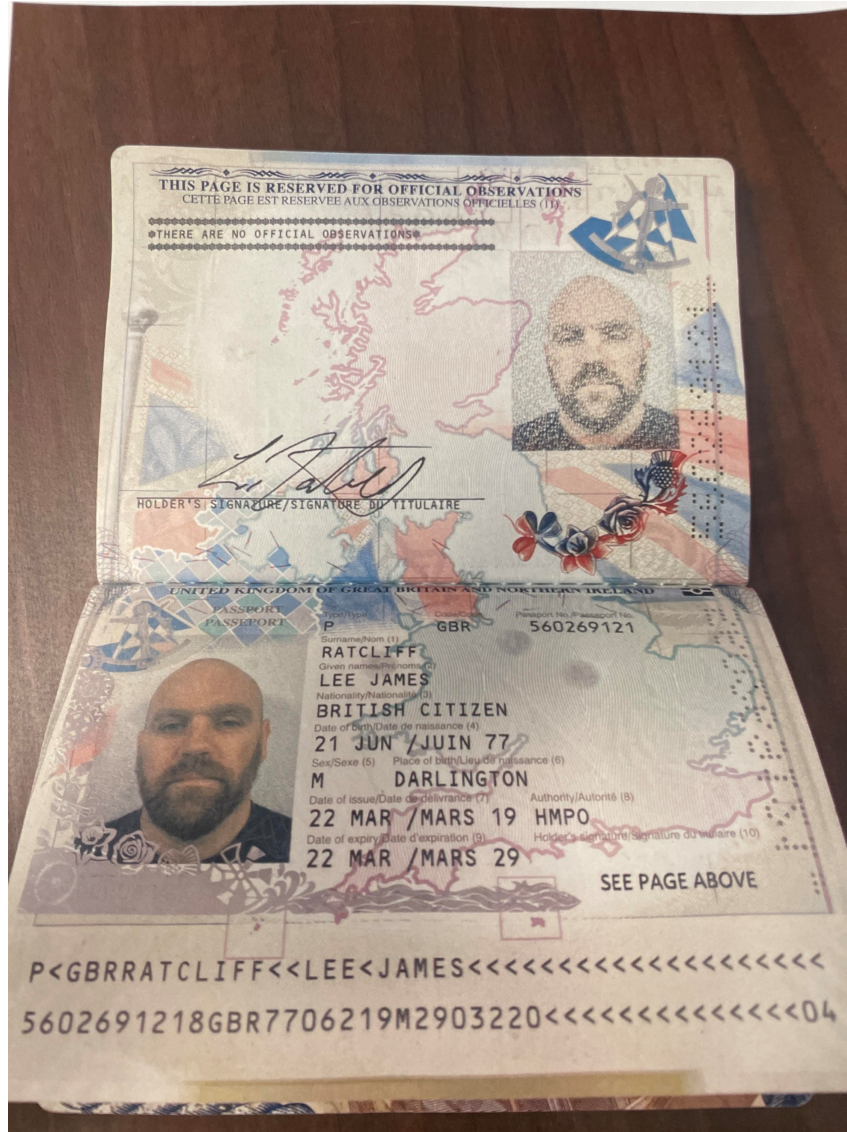 THIS PAGE IS RESERVED FOR OFFICIAL OBSERVATIONS
CETTE PAGE EST RESERVEE AUX OBSERVATIONS OFFICIELLES (11)
*THERE ARE NO OFFICIAL OBSERVATIONS*
HOLDER'S SIGNATURE/SIGNATURE DU TITULAIRE
UNITED KINGDOM OF GREAT BRITAIN AND NORTHERN IRELAND
PASSPORT
PASSEPORT
Type/Type Passport No./Passeport No.
P GBR 560269121
Surname/Nom (1)
RATCLIFF
Given names/Prénoms (2)
LEE JAMES
Nationality/Nationalité (3)
BRITISH CITIZEN
Date of birth/Date de naissance (4)
21 JUN /JUIN 77
Sex/Sexe (5) Place of birth/Lieu de naissance (6)
M DARLINGTON
Date of issue/Date de délivrance (7) Authority/Autorité (8)
22 MAR /MARS 19 HMPO
Date of expiry/Date d'expiration (9) Holder's signature/Signature du titulaire (10)
22 MAR /MARS 29
SEE PAGE ABOVE
P<GBRRATCLIFF<<LEE<JAMES<<<<<<<<<<<<<<<<<<<<
5602691218GBR7706219M2903220<<<<<<<<<<<<<<04